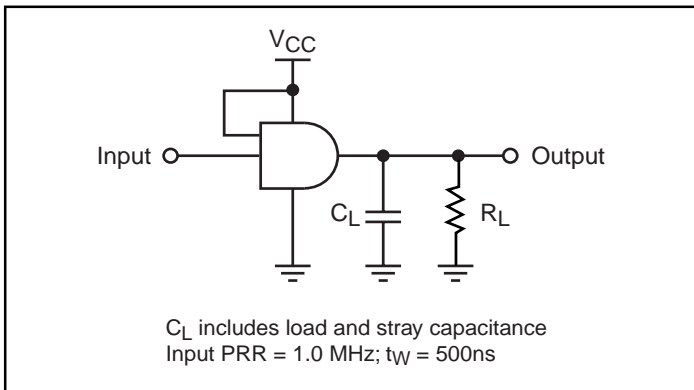 VCC
Input
Output
CL
RL
CL includes load and stray capacitance
Input PRR = 1.0 MHz; tW = 500ns